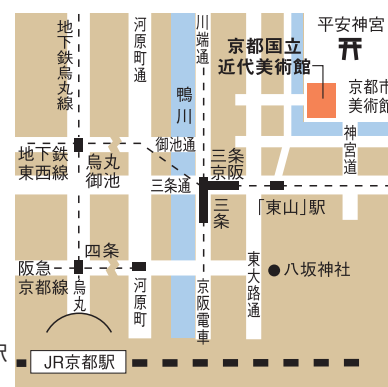 平安神宮
京都国立
近代美術館
京都市
美術館
神宮道
川端通
河原町通
地下鉄烏丸線
鴨川
御池通
地下鉄
東西線
烏丸
御池
三条
京阪
三条通
三条
「東山」駅
四条
阪急
京都線
烏丸
河原町
京阪電車
東大路通
八坂神社
駅
JR京都駅